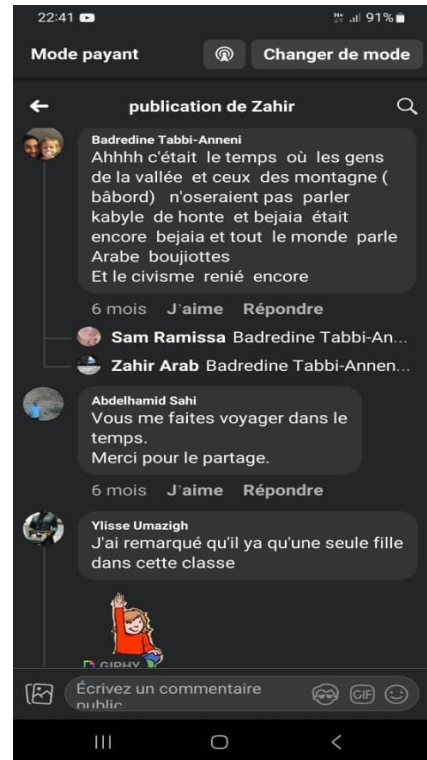 22:41
91%
Mode payant
Changer de mode
publication de Zahir
Badredine Tabbi-Anneni
Ahhhh c'était le temps où les gens
de la vallée et ceux des montagne (
bâbord) n'oseraient pas parler
kabyle de honte et bejaia était
encore bejaia et tout le monde parle
Arabe boujiottes
Et le civisme renié encore
6 mois J'aime Répondre
Sam Ramissa Badredine Tabbi-An...
Zahir Arab Badredine Tabbi-Annen...
Abdelhamid Sahi
Vous me faites voyager dans le
temps.
Merci pour le partage.
6 mois J'aime Répondre
Ylisse Umazigh
J'ai remarqué qu'il ya qu'une seule fille
dans cette classe
GIPHY
Écrivez un commentaire
public
GIF